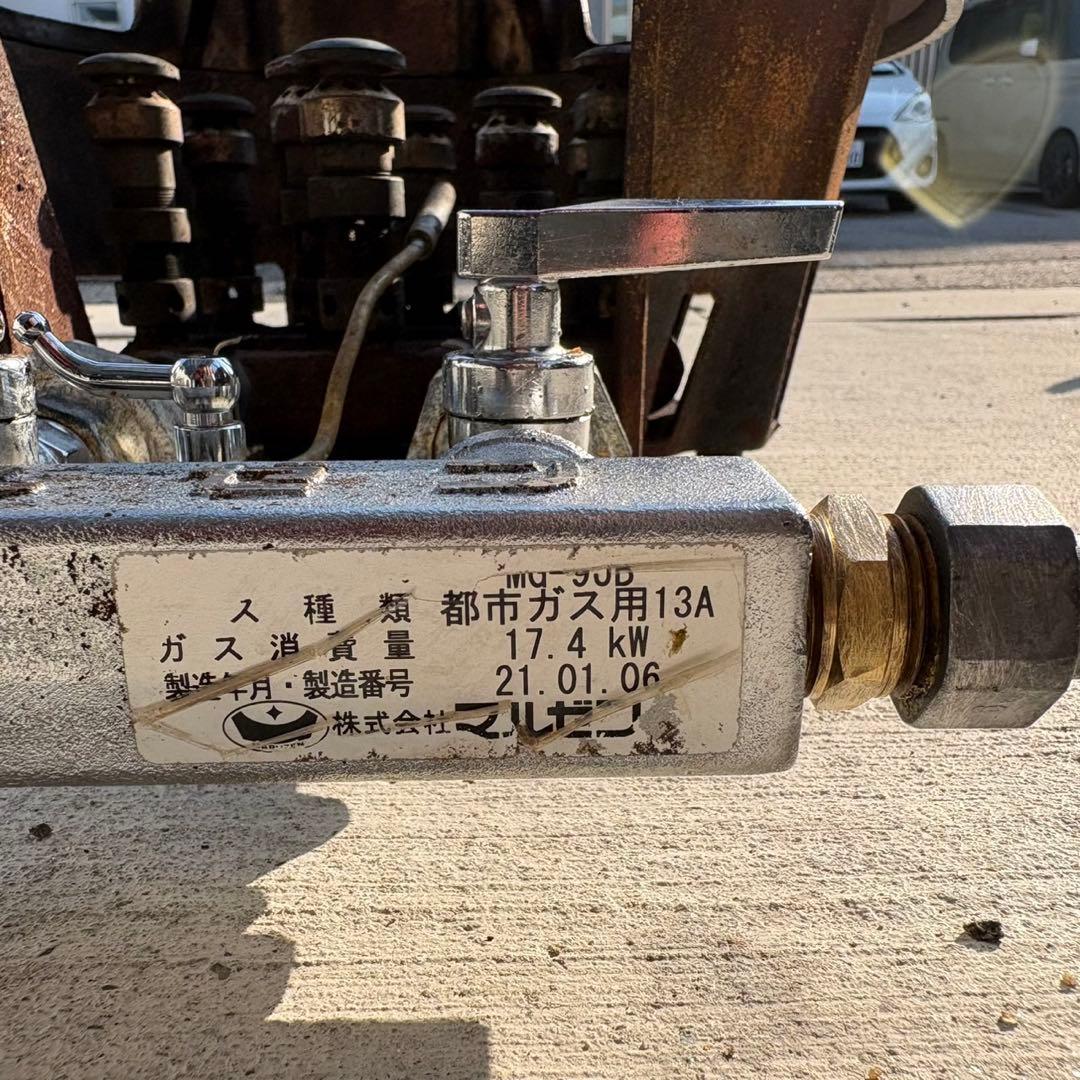 MG-9JB
ス種類 都市ガス用13A
ガス消費量 17.4 kW
製造年月・製造番号 21.01.06
株式会社マルゼン